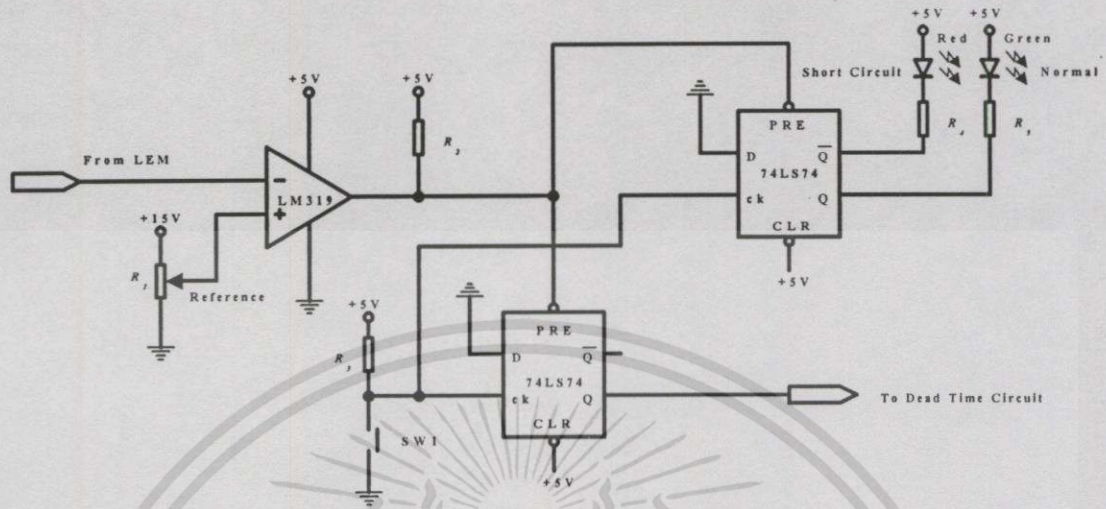 +5V +5V
Red Green
Short Circuit Normal
+5V +5V
R2 R4 R5
PRE
D Q
74LS74
ck Q
CLR
+5V
From LEM
-
LM319
+
+15V
R1
Reference
+5V
R3
PRE
D Q
74LS74
ck Q
CLR
+5V
SW1
To Dead Time Circuit